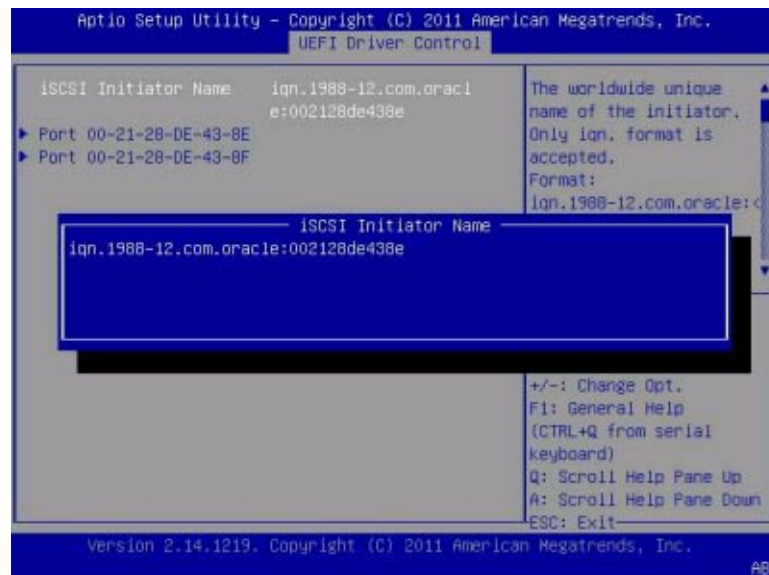 Aptio Setup Utility - Copyright (C) 2011 American Megatrends, Inc.
UEFI Driver Control
iSCSI Initiator Name iqn.1988-12.com.oracl
e:002128de438e
Port 00-21-28-DE-43-8E
Port 00-21-28-DE-43-8F
The worldwide unique
name of the initiator.
Only iqn. format is
accepted.
Format:
iqn.1988-12.com.oracle:<
iSCSI Initiator Name
iqn.1988-12.com.oracle:002128de438e
+/-: Change Opt.
F1: General Help
(CTRL+Q from serial
keyboard)
Q: Scroll Help Pane Up
A: Scroll Help Pane Down
ESC: Exit
Version 2.14.1219. Copyright (C) 2011 American Megatrends, Inc.
AB